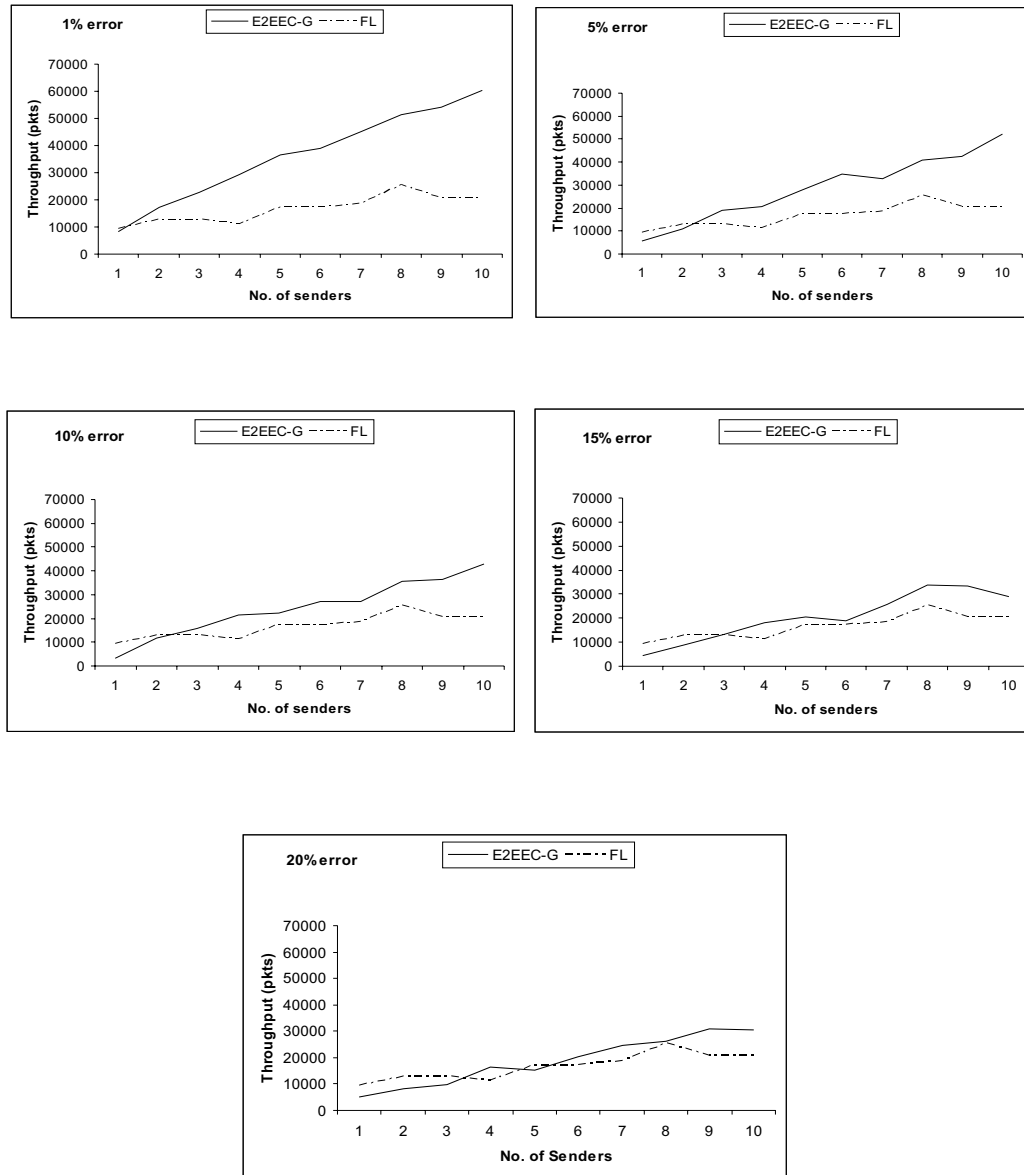 1% error
E2EEC-G FL
Throughput (pkts)
70000
60000
50000
40000
30000
20000
10000
0
1 2 3 4 5 6 7 8 9 10
No. of senders
5% error
E2EEC-G FL
Throughput (pkts)
70000
60000
50000
40000
30000
20000
10000
0
1 2 3 4 5 6 7 8 9 10
No. of senders
10% error
E2EEC-G FL
Throughput (pkts)
70000
60000
50000
40000
30000
20000
10000
0
1 2 3 4 5 6 7 8 9 10
No. of senders
15% error
E2EEC-G FL
Throughput (pkts)
70000
60000
50000
40000
30000
20000
10000
0
1 2 3 4 5 6 7 8 9 10
No. of senders
20% error
E2EEC-G FL
Throughput (pkts)
70000
60000
50000
40000
30000
20000
10000
0
1 2 3 4 5 6 7 8 9 10
No. of Senders